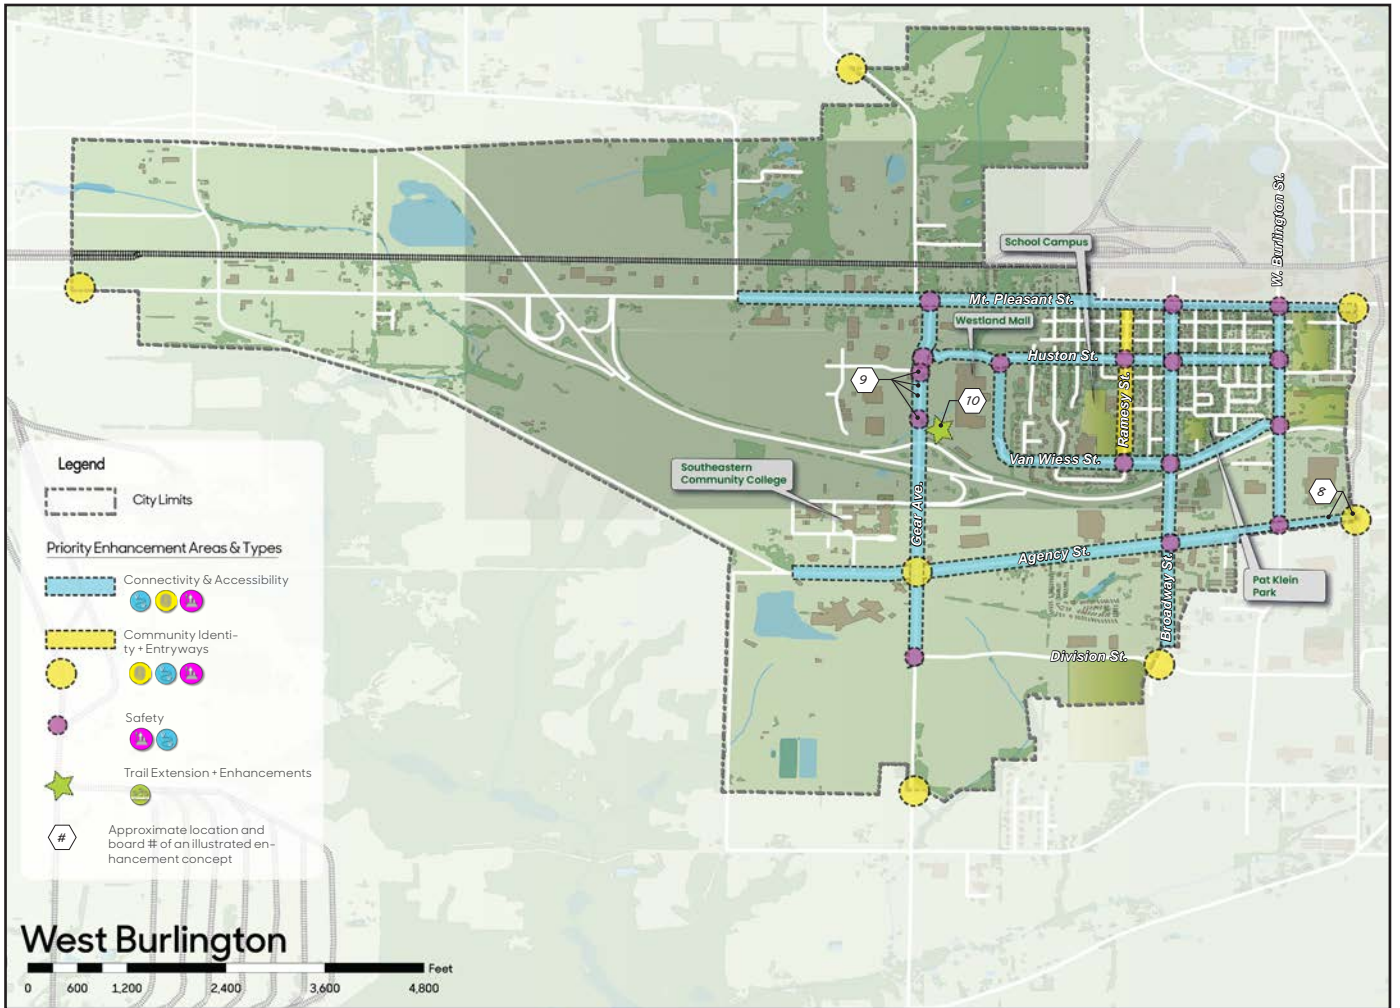 W. Burlington St.
School Campus
Mt. Pleasant St.
Westland Mall
Huston St.
9
10
Ramesy St.
Van Wiess St.
Southeastern
Community College
8
Gear Ave.
Agency St.
Pat Klein
Park
Broadway St.
Division St.
Legend
City Limits
Priority Enhancement Areas & Types
Connectivity & Accessibility
Community Identi-
ty + Entryways
Safety
Trail Extension + Enhancements
#
Approximate location and
board # of an illustrated en-
hancement concept
West Burlington
Feet
0 600 1,200 2,400 3,600 4,800